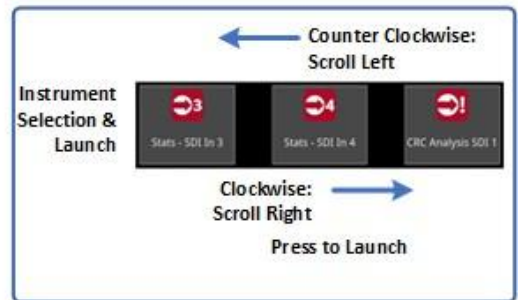 Counter Clockwise:
Scroll Left
Instrument
Selection &
Launch
3
4
!
Stats - SDI In 3
Stats - SDI In 4
CRC Analysis SDI 1
Clockwise:
Scroll Right
Press to Launch